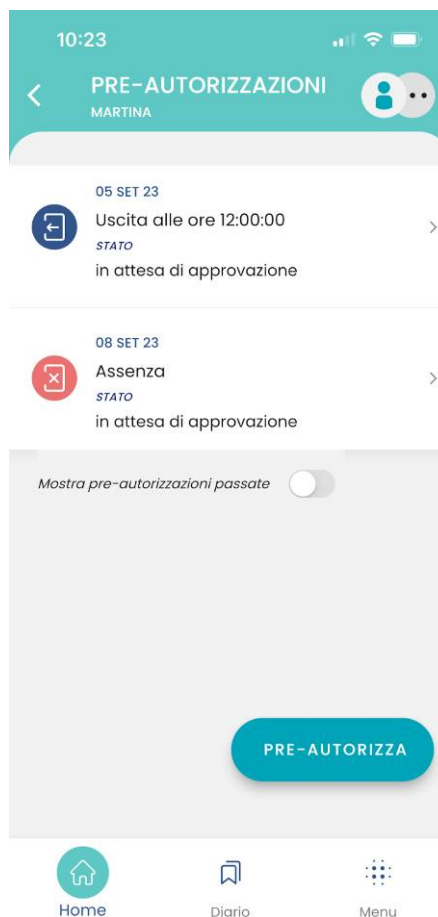 10:23
PRE-AUTORIZZAZIONI
MARTINA
05 SET 23
Uscita alle ore 12:00:00
STATO
in attesa di approvazione
08 SET 23
Assenza
STATO
in attesa di approvazione
Mostra pre-autorizzazioni passate
PRE-AUTORIZZA
Home
Diario
Menu